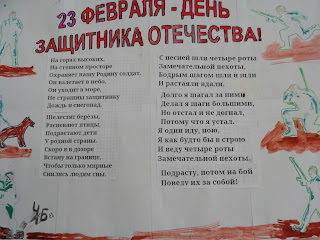 23 ФЕВРАЛЯ - ДЕНЬ
ЗАЩИТНИКА ОТЕЧЕСТВА!
На горах высоких,
На степном просторе
Охраняет нашу Родину солдат.
Он взлетает в небо,
Он уходит в море,
Не страшны защитнику
Дождь и снегопад.
Шелестят берёзы,
Распевают птицы,
Подрастают дети
У родной страны.
Скоро я в дозоре
Встану на границе,
Чтобы только мирные
Снились людям сны.
С песней шли четыре роты
Замечательной пехоты,
Бодрым шагом шли и шли
И растаяли вдали.
Долго я шагал за ними
Делал я шаги большими,
Но отстал и не догнал,
Потому что я устал.
Я один иду, пою,
Я как будто бы в строю
И веду четыре роты
Замечательной пехоты.
Подрасту, потом на бой
Поведу их за собой!